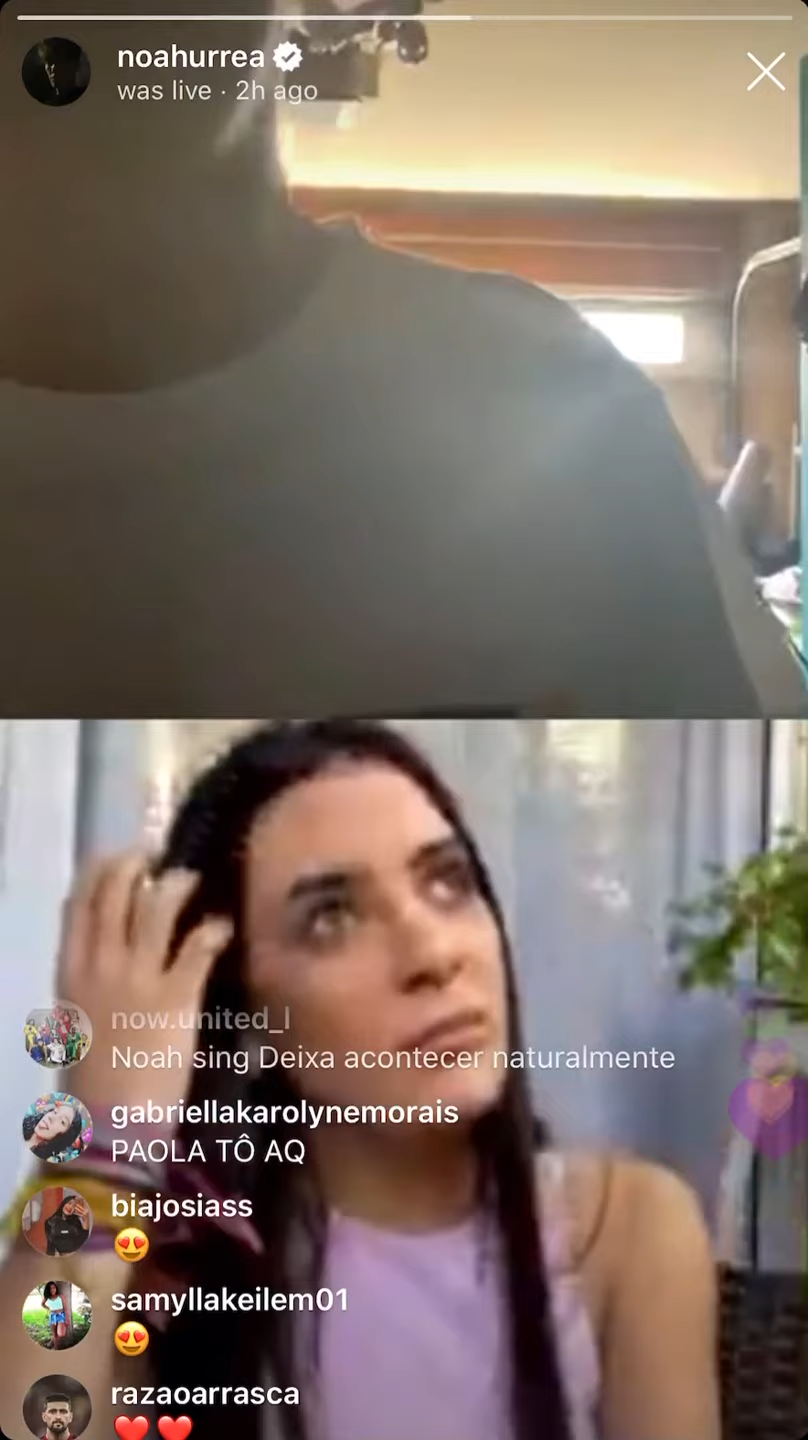 noahurrea
was live · 2h ago
now.united_l
Noah sing Deixa acontecer naturalmente
gabriellakarolynemorais
PAOLA TÔ AQ
biajosiass
😍
samyllakeilem01
😍
razaoarrasca
❤️❤️